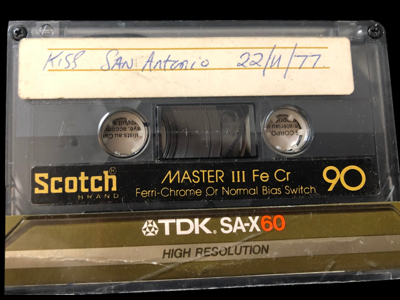 KISS SAN Antonio 22/11/77
Scotch
BRAND
MASTER III Fe Cr
Ferri-Chrome Or Normal Bias Switch
90
TDK. SA-X60
HIGH RESOLUTION